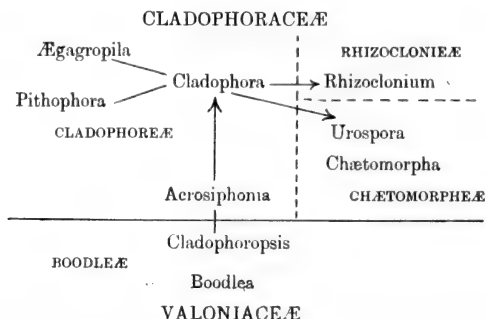 CLADOPHORACEÆ
Ægagropila
RHIZOCLONIEÆ
Cladophora
Rhizoclonium
Pithophora
CLADOPHOREÆ
Urospora
Chætomorpha
Acrosiphonia
CHÆTOMORPHEÆ
Cladophoropsis
BOODLEÆ
Boodlea
VALONIACEÆ